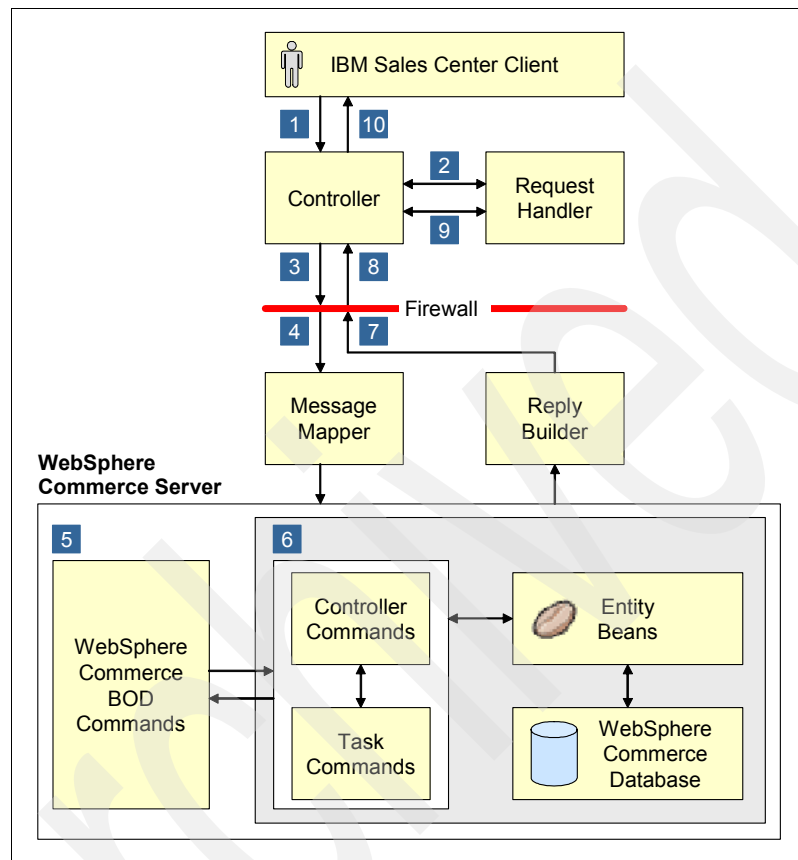 IBM Sales Center Client
1
10
Controller
2
9
Request
Handler
3
8
Firewall
4
7
Message
Mapper
Reply
Builder
WebSphere
Commerce Server
5
6
WebSphere
Commerce
BOD
Commands
Controller
Commands
Task
Commands
Entity
Beans
WebSphere
Commerce
Database